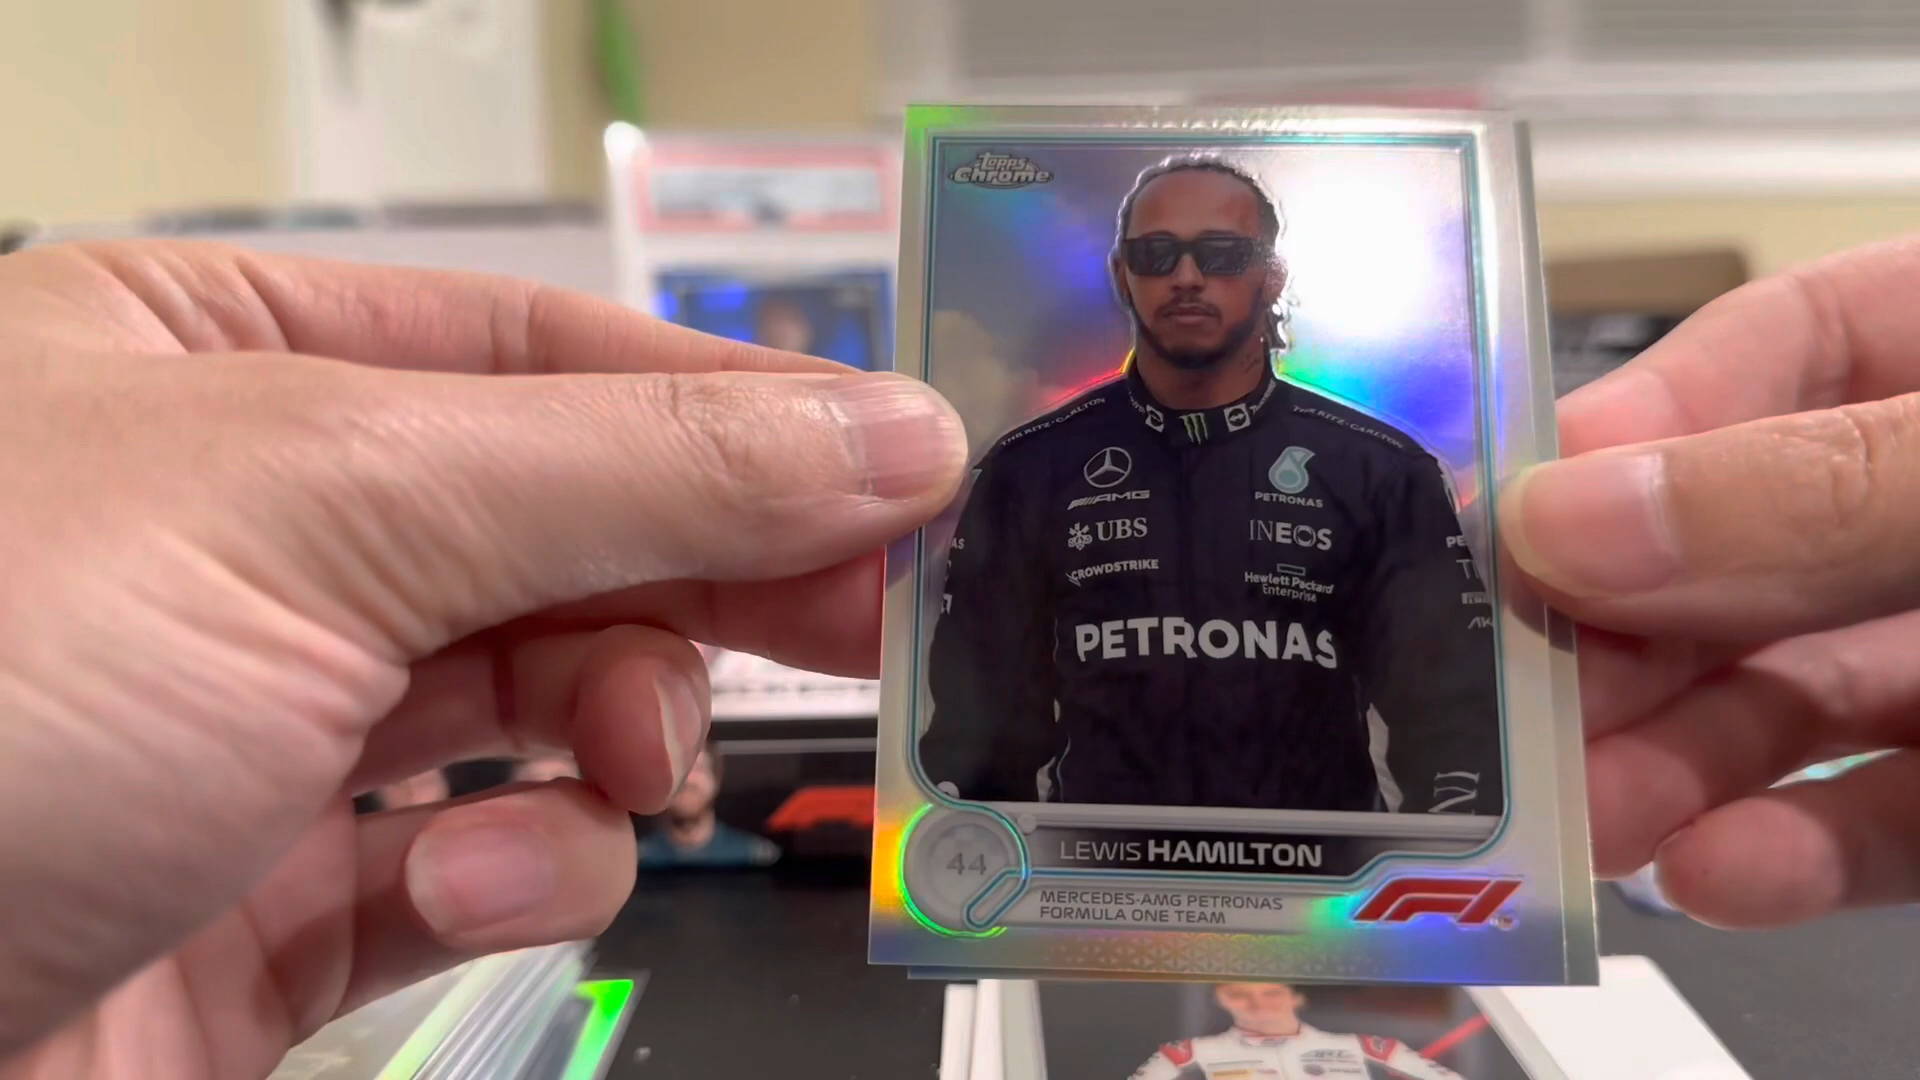 Topps
Chrome
THE RITZ-CARLTON
THE RITZ-CARLTON
AMG
PETRONAS
UBS
INEOS
CROWDSTRIKE
Hewlett Packard
Enterprise
PETRONAS
LEWIS HAMILTON
44
MERCEDES-AMG PETRONAS
FORMULA ONE TEAM
F1